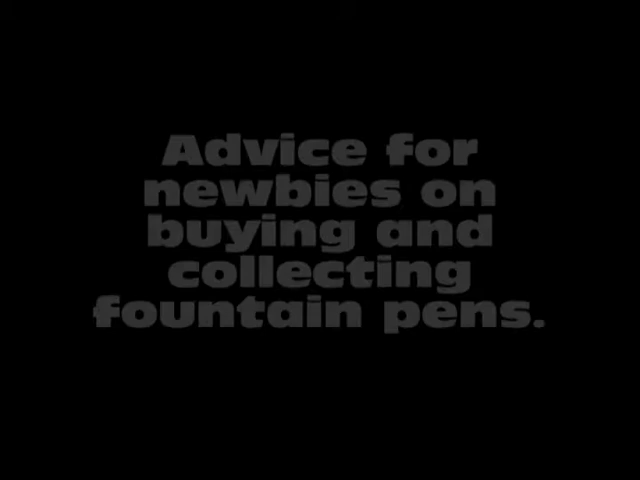 Advice for
newbies on
buying and
collecting
fountain pens.